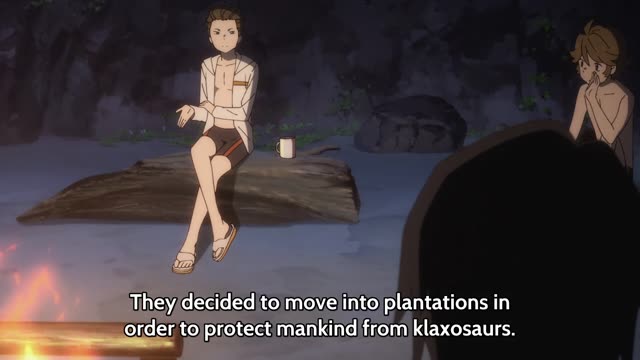 They decided to move into plantations in
order to protect mankind from klaxosaurs.